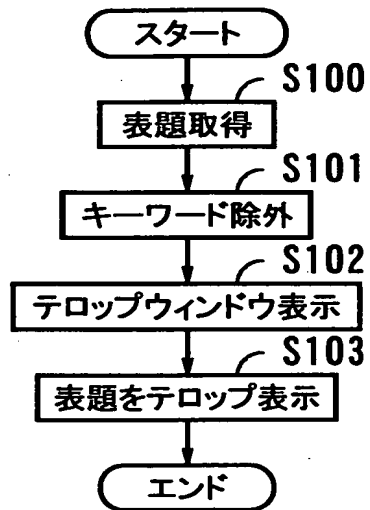 スタート
S100
表題取得
S101
キーワード除外
S102
テロップウィンドウ表示
S103
表題をテロップ表示
エンド